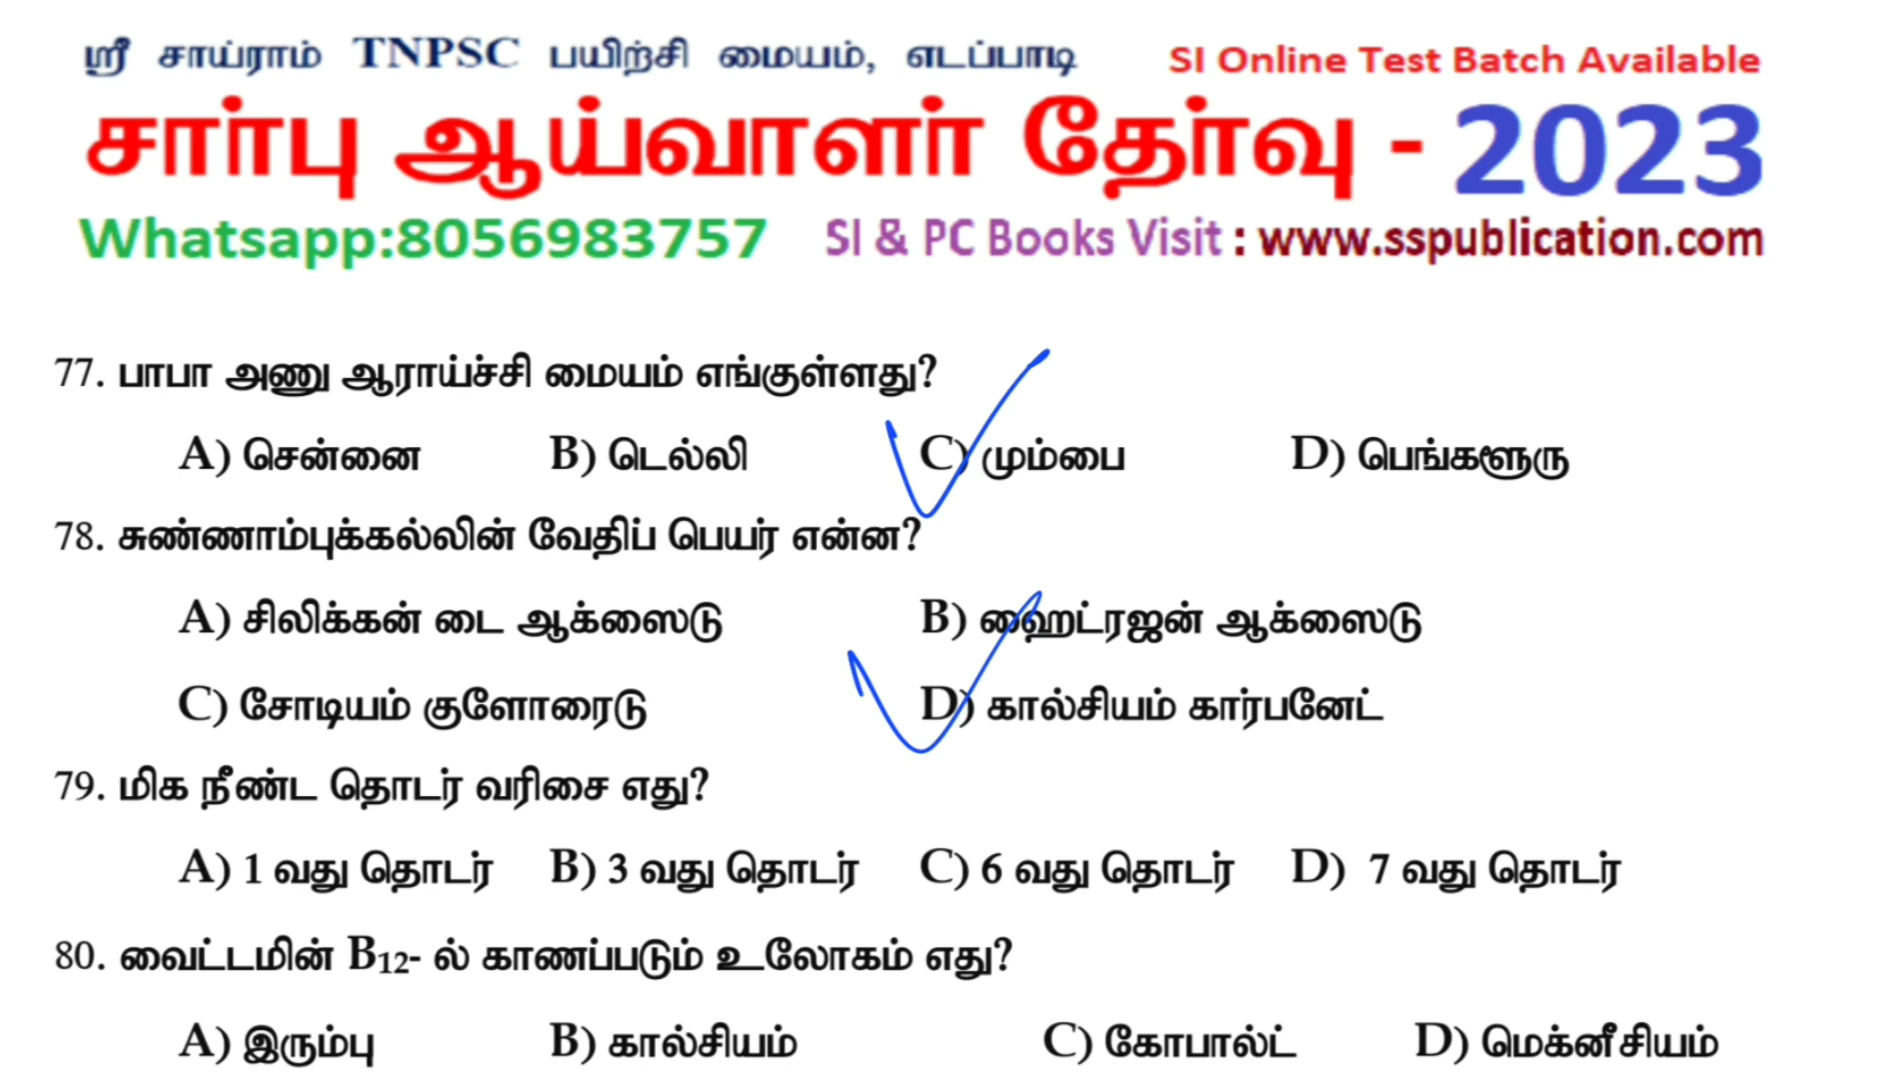 ஸ்ரீ சாய்ராம் TNPSC பயிற்சி மையம், எடப்பாடி SI Online Test Batch Available
சார்பு ஆய்வாளர் தேர்வு - 2023
Whatsapp:8056983757 SI & PC Books Visit : www.sspublication.com
77. பாபா அணு ஆராய்ச்சி மையம் எங்குள்ளது?
A) சென்னை B) டெல்லி C) மும்பை D) பெங்களூரு
78. சுண்ணாம்புக்கல்லின் வேதிப் பெயர் என்ன?
A) சிலிக்கன் டை ஆக்ஸைடு B) ஹைட்ரஜன் ஆக்ஸைடு
C) சோடியம் குளோரைடு D) கால்சியம் கார்பனேட்
79. மிக நீண்ட தொடர் வரிசை எது?
A) 1 வது தொடர் B) 3 வது தொடர் C) 6 வது தொடர் D) 7 வது தொடர்
80. வைட்டமின் B12- ல் காணப்படும் உலோகம் எது?
A) இரும்பு B) கால்சியம் C) கோபால்ட் D) மெக்னீசியம்